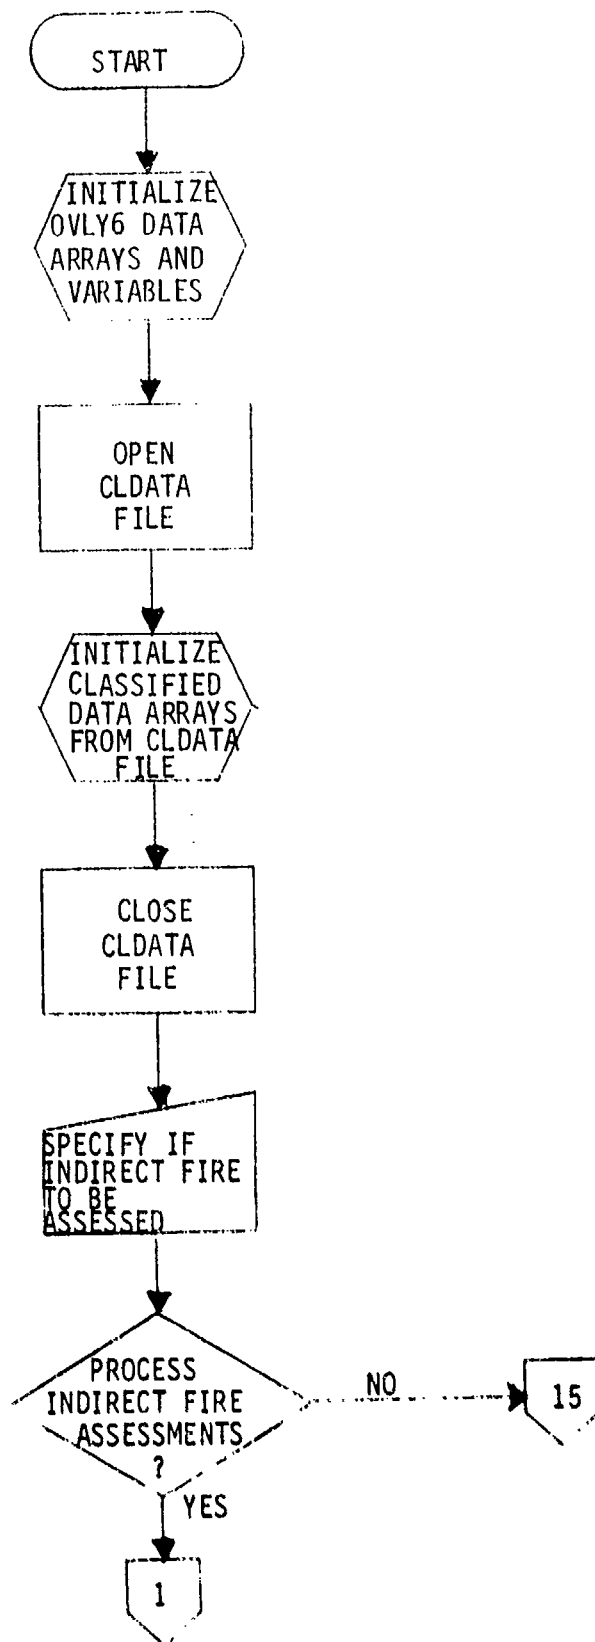 START
INITIALIZE
OVLY6 DATA
ARRAYS AND
VARIABLES
OPEN
CLDATA
FILE
INITIALIZE
CLASSIFIED
DATA ARRAYS
FROM CLDATA
FILE
CLOSE
CLDATA
FILE
SPECIFY IF
INDIRECT FIRE
TO BE
ASSESSED
PROCESS
INDIRECT FIRE
ASSESSMENTS
?
NO
15
YES
1